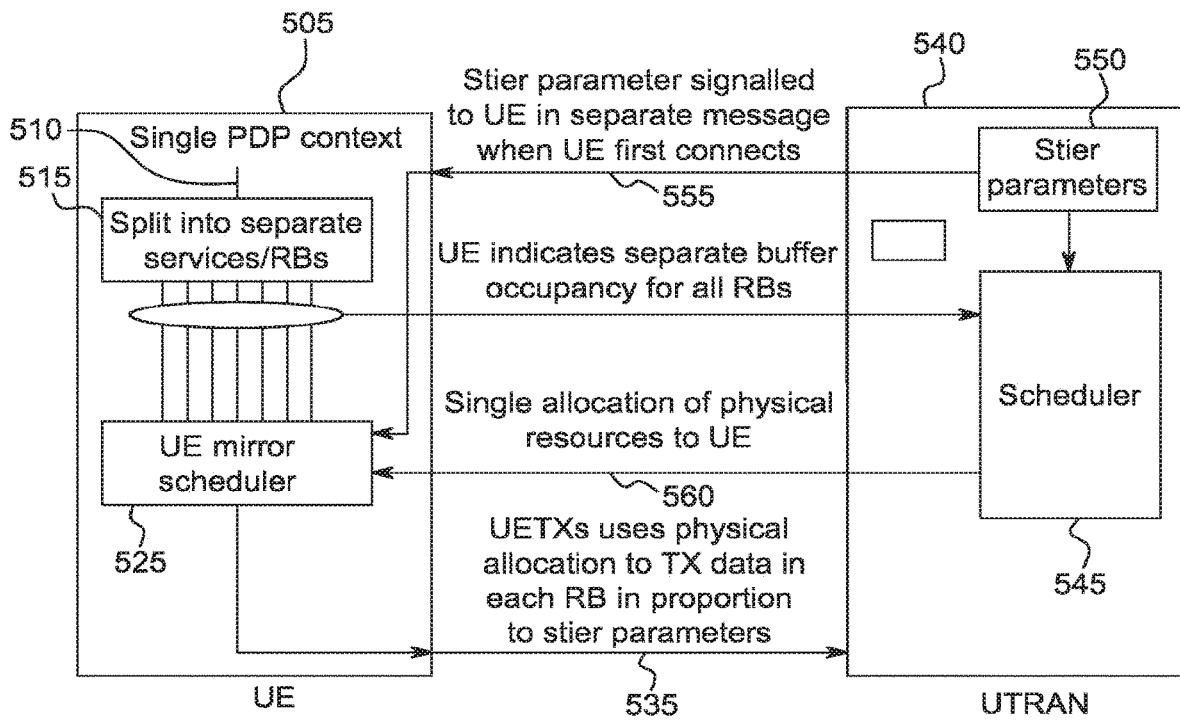 505
540
550
Stier parameter signalled
to UE in separate message
when UE first connects
Single PDP context
510
515
Stier
parameters
555
Split into separate
services/RBs
UE indicates separate buffer
occupancy for all RBs
Scheduler
Single allocation of physical
resources to UE
UE mirror
scheduler
560
525
UETXs uses physical
allocation to TX data in
each RB in proportion
to stier parameters
545
535
UE
UTRAN